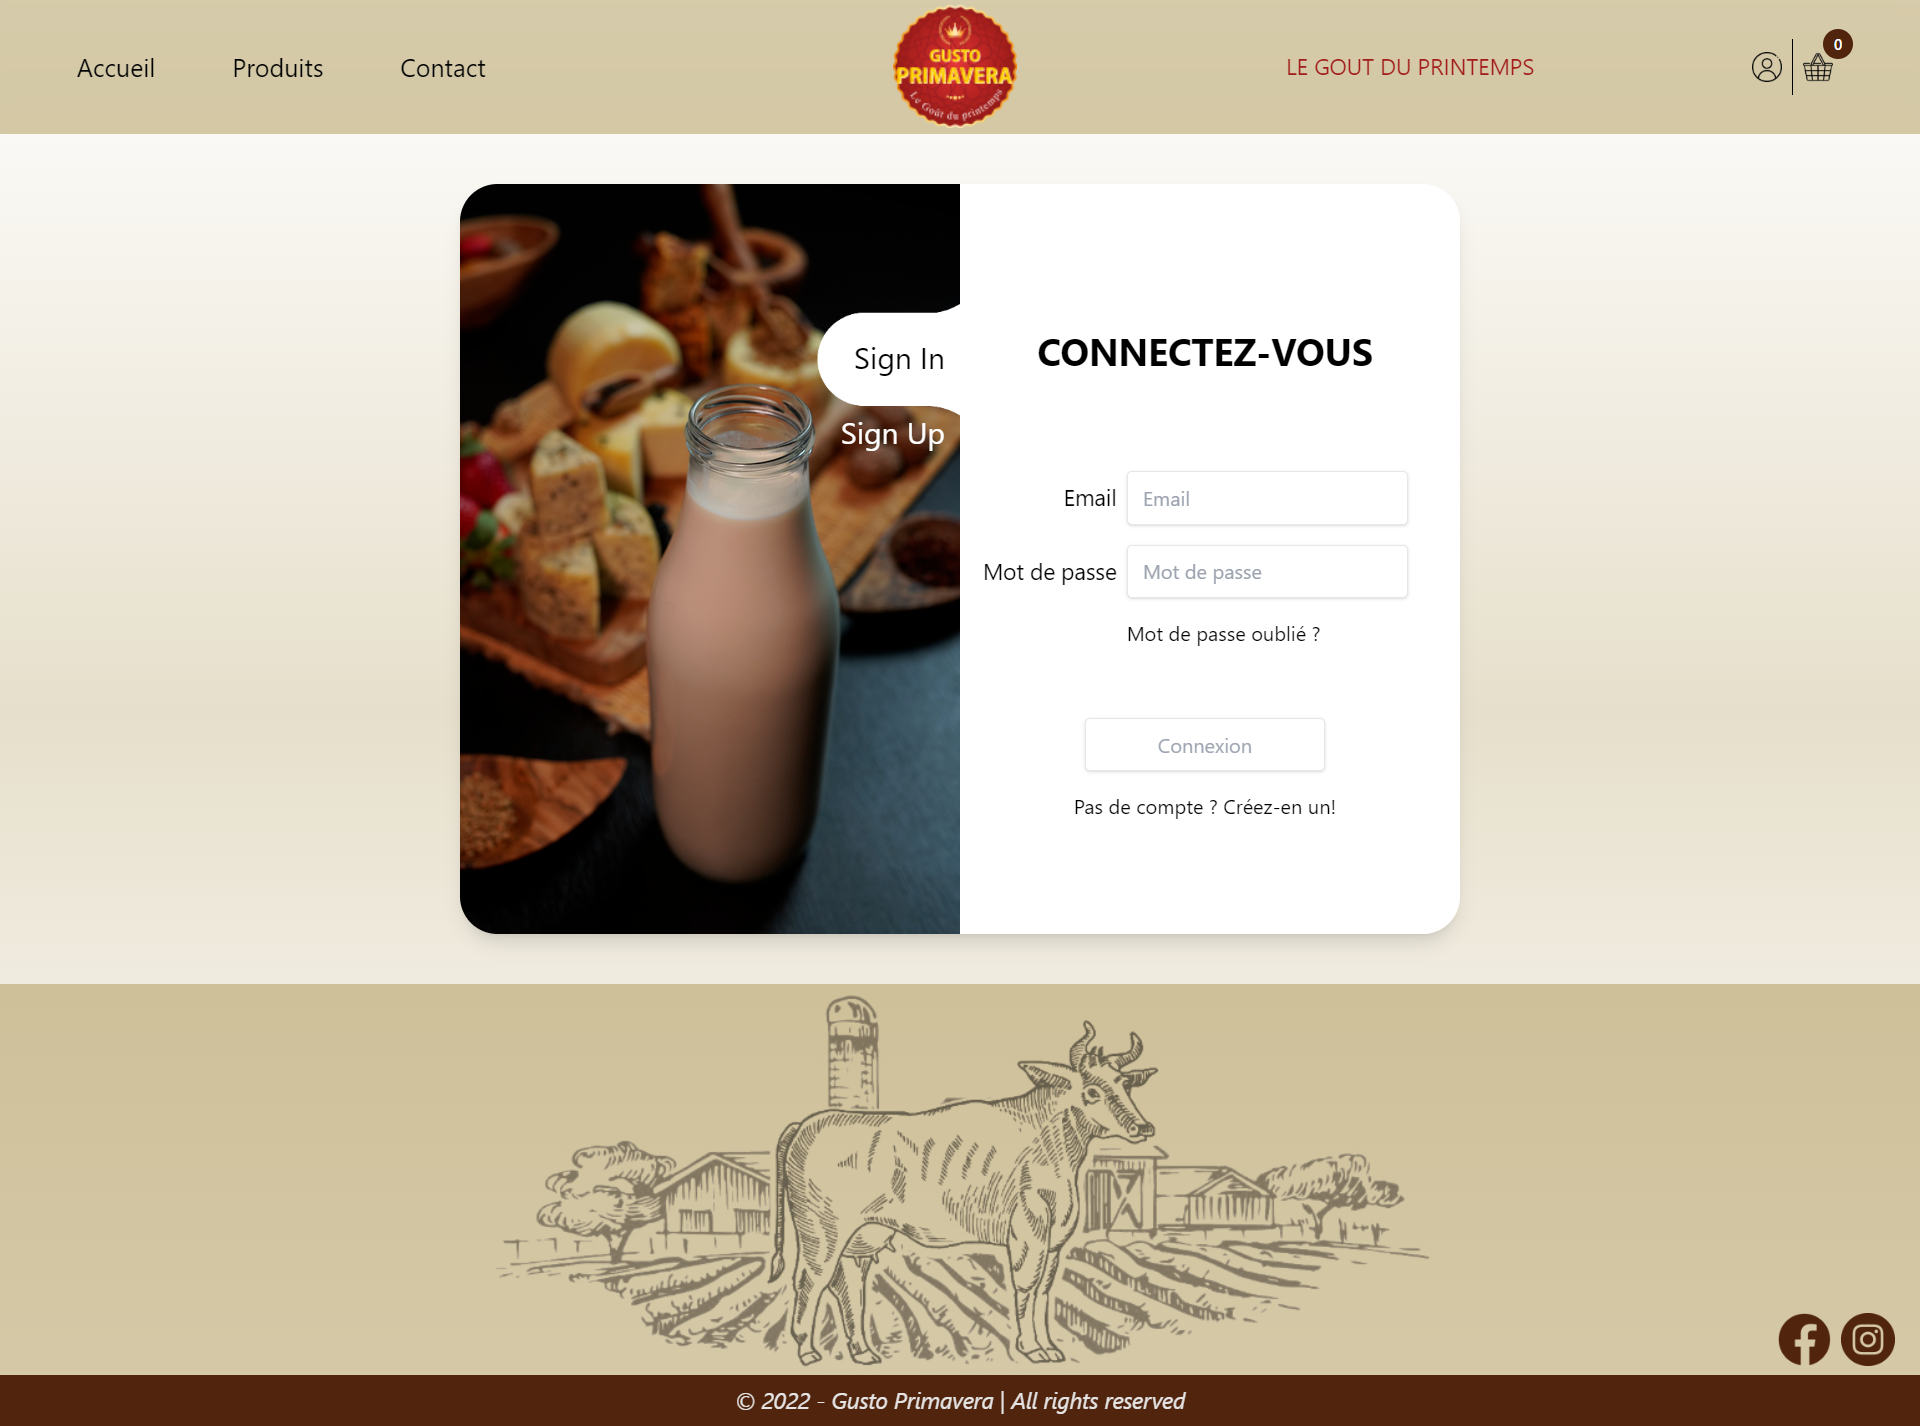 Accueil
Produits
Contact
GUSTO
PRIMAVERA
Le Goût du printemps
LE GOUT DU PRINTEMPS
0
Sign In
Sign Up
CONNECTEZ-VOUS
Email
Email
Mot de passe
Mot de passe
Mot de passe oublié ?
Connexion
Pas de compte ? Créez-en un!
© 2022 - Gusto Primavera | All rights reserved